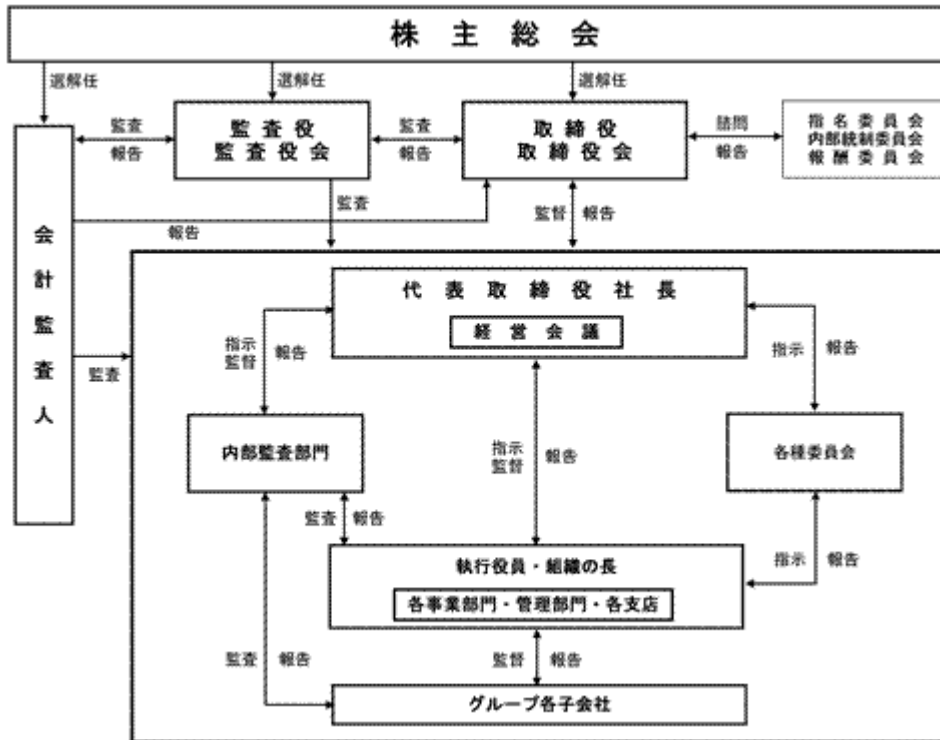 株主総会
選解任
選解任
選解任
監査
報告
監査役
監査役会
監査
報告
取締役
取締役会
諮問
報告
指名委員会
内部統制委員会
報酬委員会
監査
報告
監督
報告
会計監査人
監査
代表取締役社長
経営会議
指示
監督
報告
指示
報告
内部監査部門
指示
監督
報告
各種委員会
監査
報告
執行役員・組織の長
各事業部門・管理部門・各支店
指示
報告
監査
報告
監督
報告
グループ各子会社